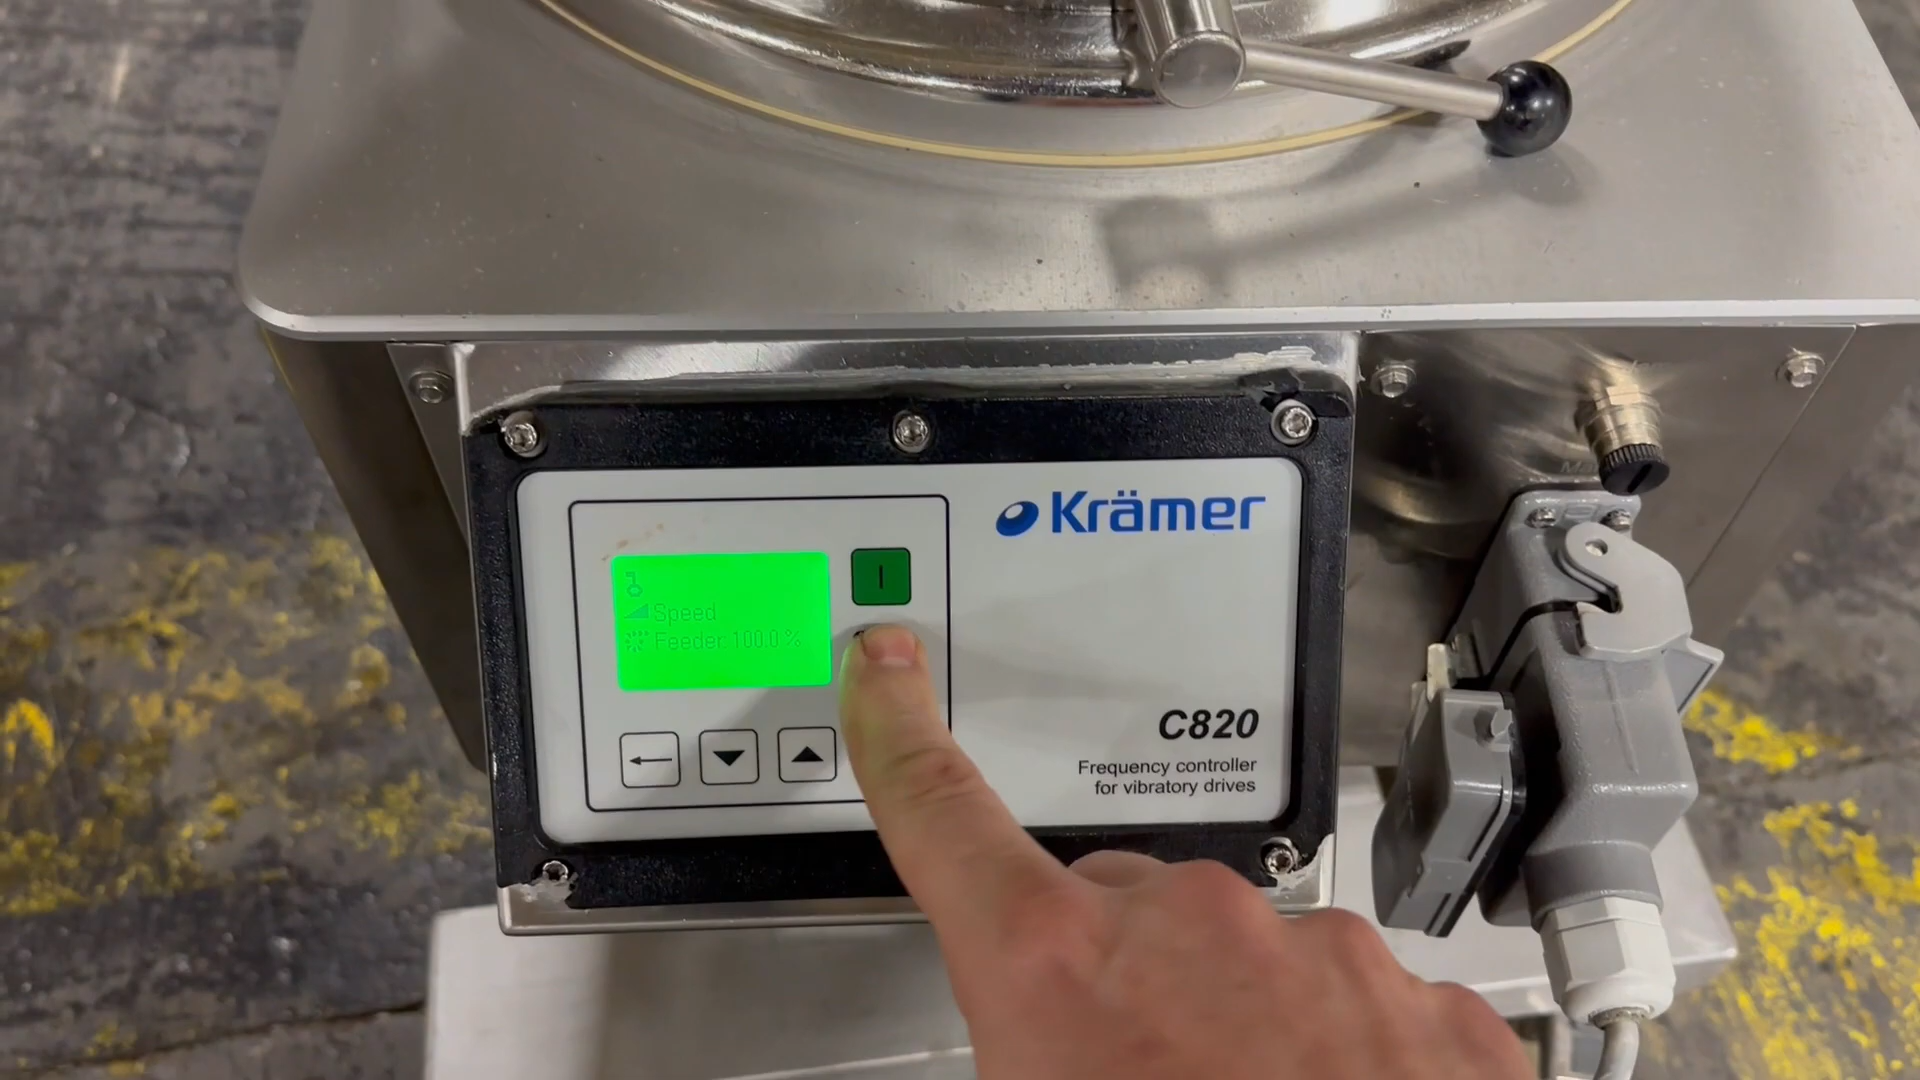 Krämer
I
Speed
Feeder 100.0 %
C820
Frequency controller
for vibratory drives